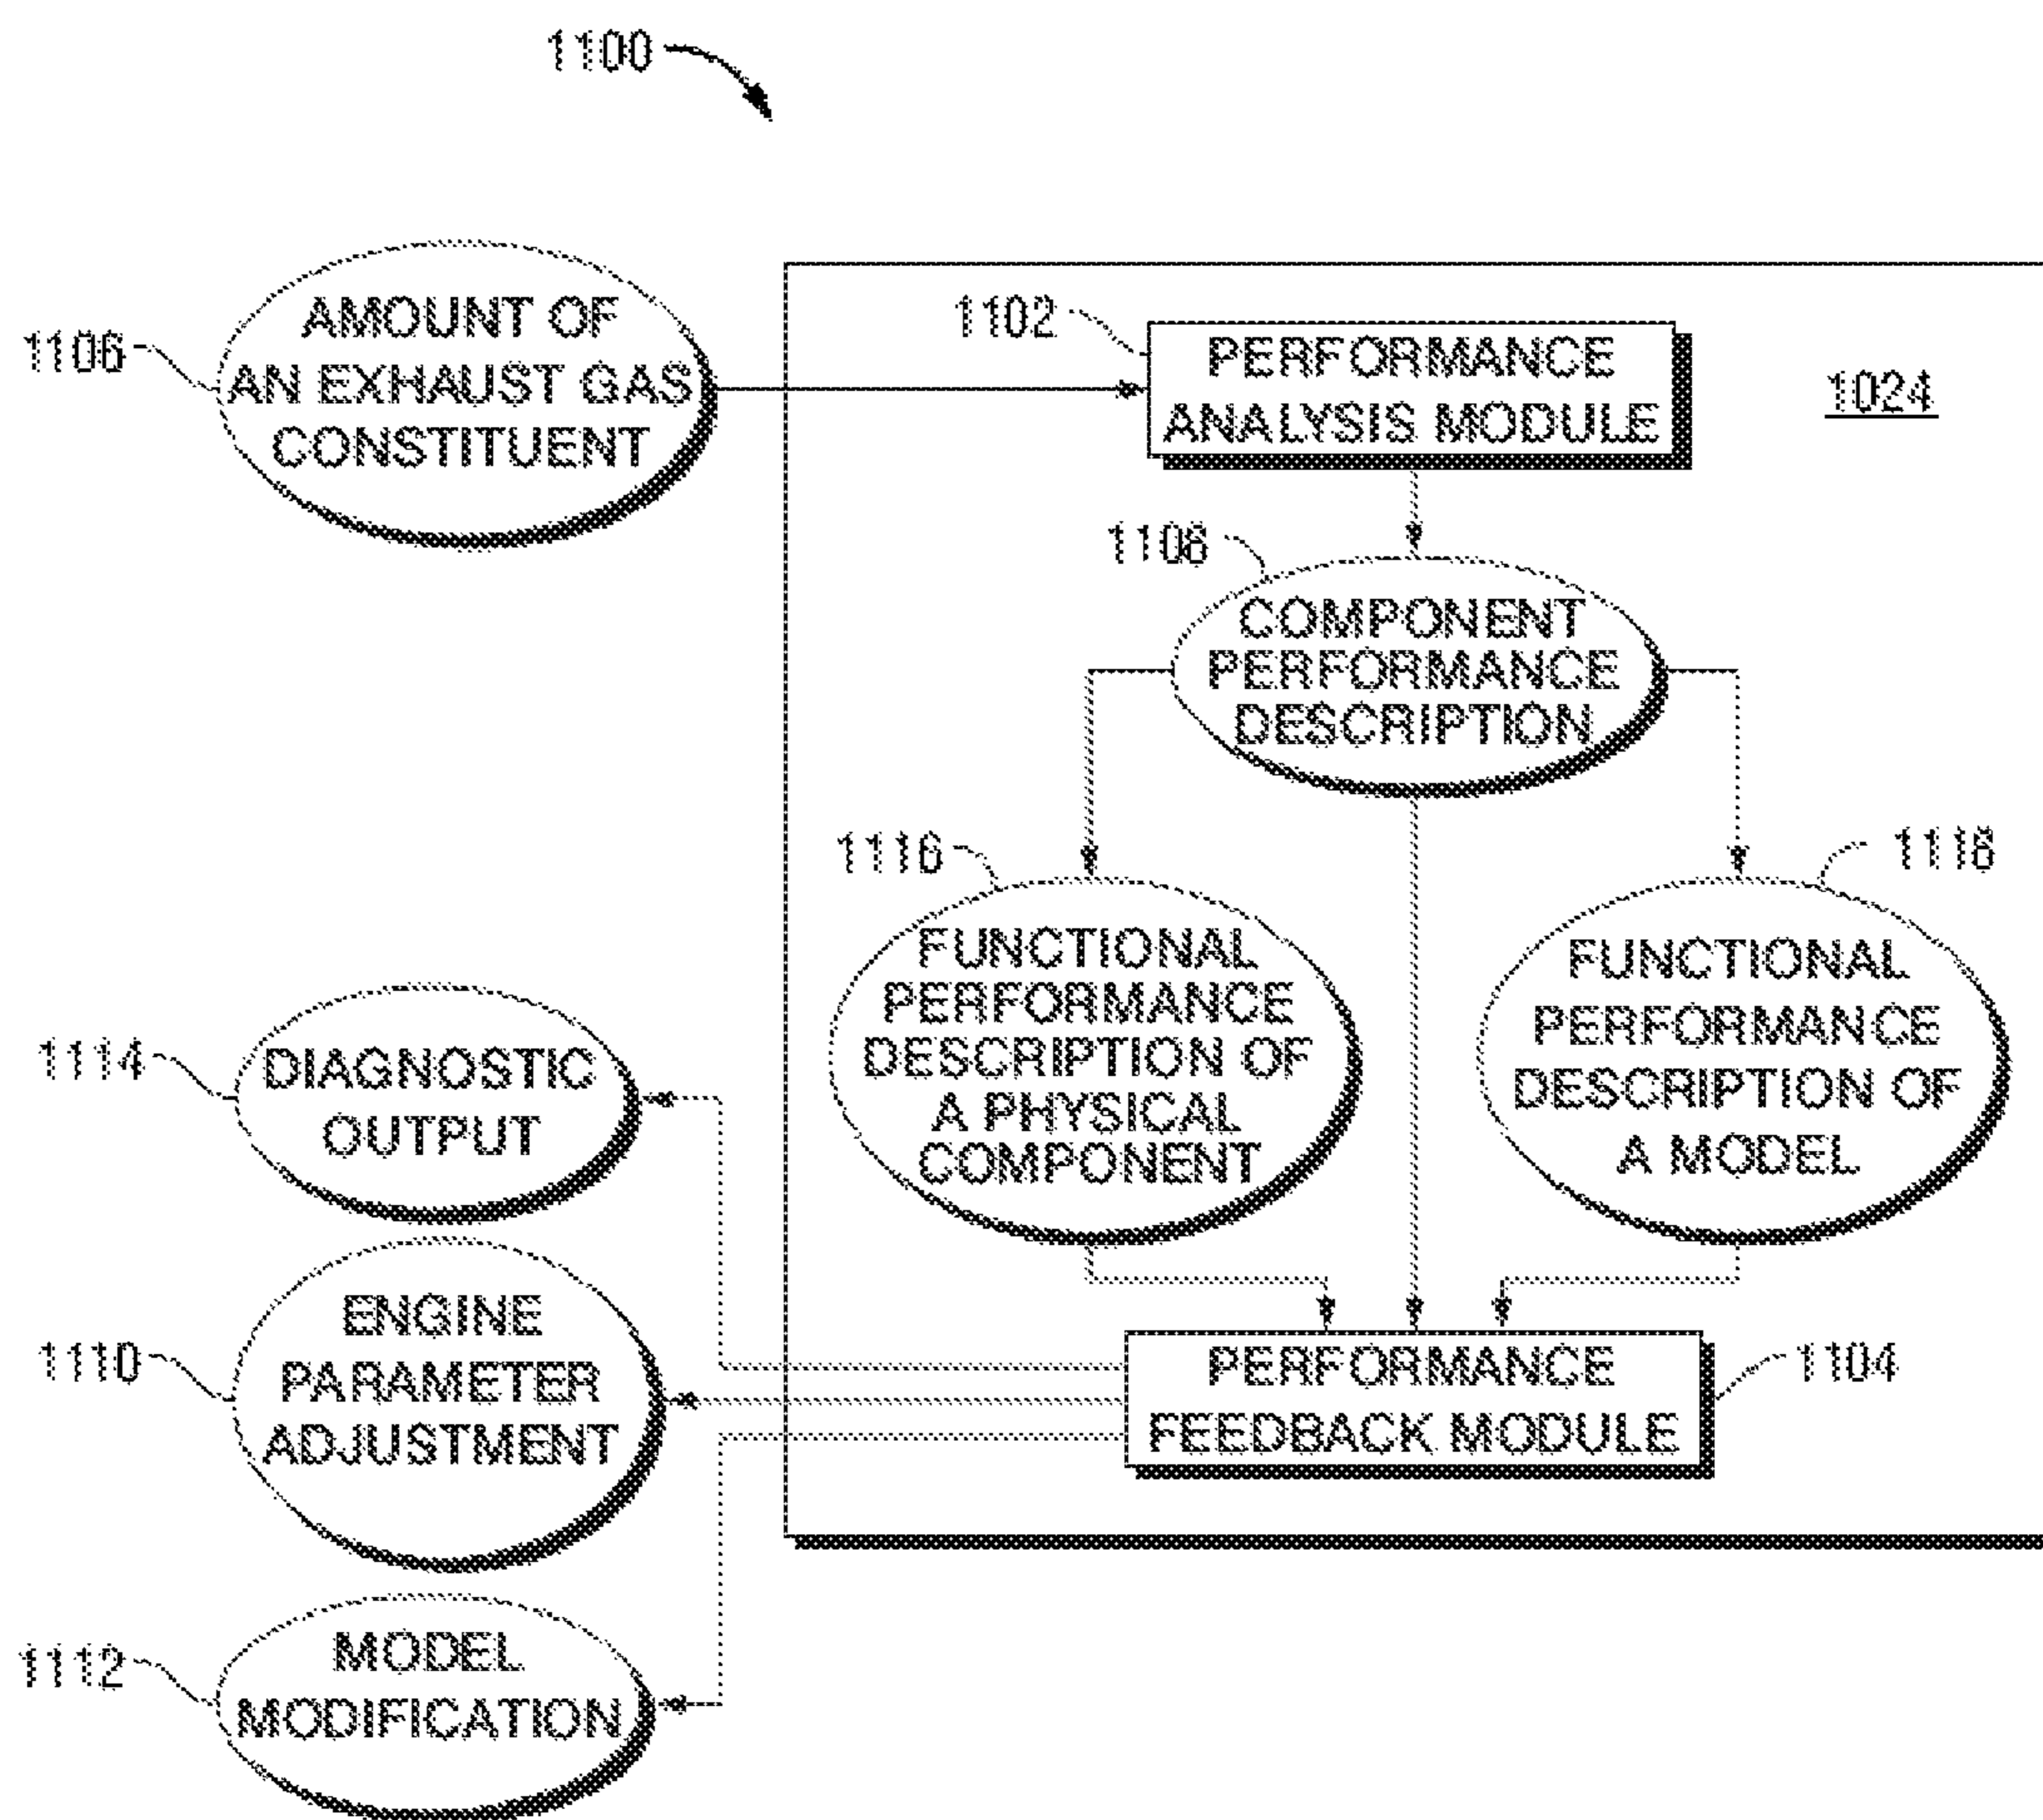 1100
1106
AMOUNT OF
AN EXHAUST GAS
CONSTITUENT
1102
PERFORMANCE
ANALYSIS MODULE
1024
1108
COMPONENT
PERFORMANCE
DESCRIPTION
1116
FUNCTIONAL
PERFORMANCE
DESCRIPTION OF
A PHYSICAL
COMPONENT
1118
FUNCTIONAL
PERFORMANCE
DESCRIPTION OF
A MODEL
1114
DIAGNOSTIC
OUTPUT
1110
ENGINE
PARAMETER
ADJUSTMENT
PERFORMANCE
FEEDBACK MODULE
1104
1112
MODEL
MODIFICATION